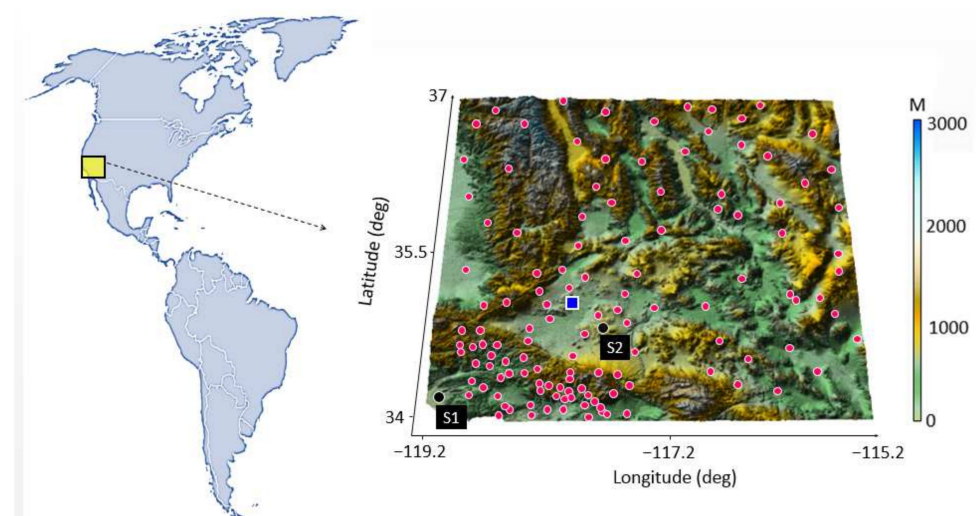 37
M
3000
2000
35.5
Latitude (deg)
1000
S2
S1
34
0
−119.2
−117.2
−115.2
Longitude (deg)